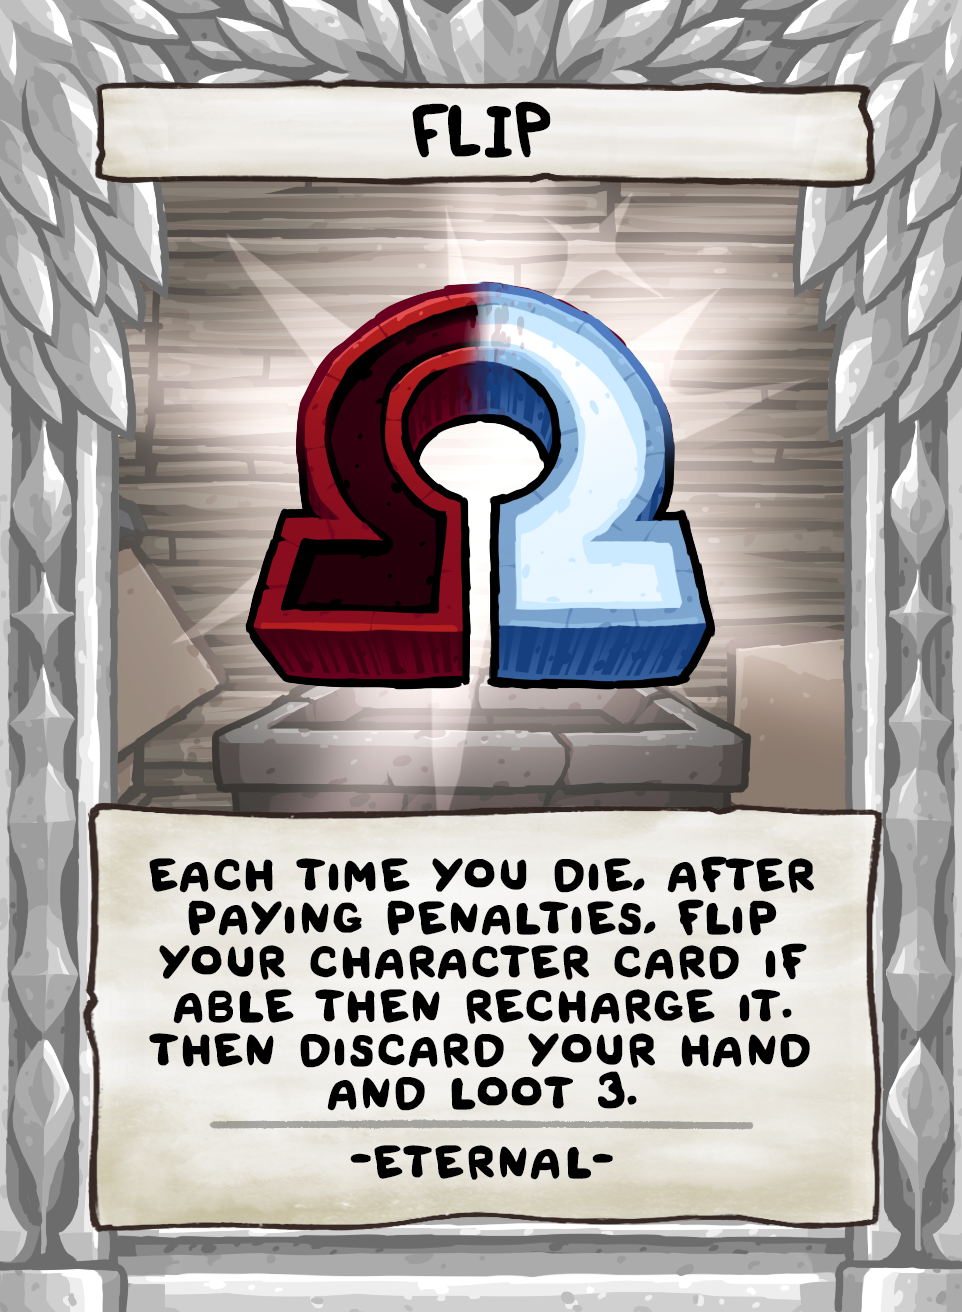 FLIP
EACH TIME YOU DIE, AFTER
PAYING PENALTIES, FLIP
YOUR CHARACTER CARD IF
ABLE THEN RECHARGE IT.
THEN DISCARD YOUR HAND
AND LOOT 3.
-ETERNAL-